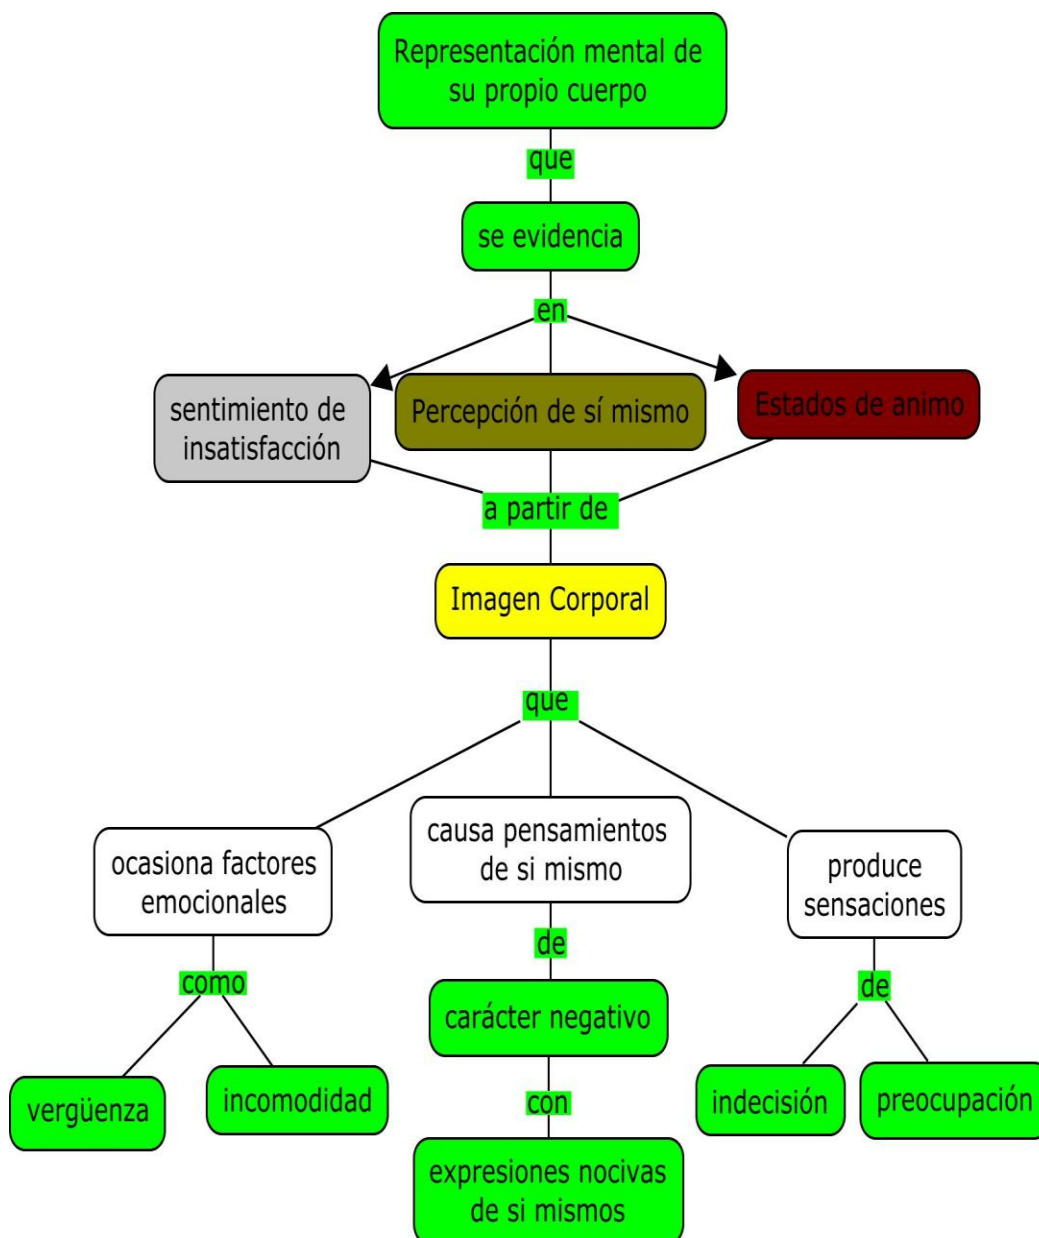 Representación mental de
su propio cuerpo
que
se evidencia
en
sentimiento de
insatisfacción
Percepción de sí mismo
Estados de animo
a partir de
Imagen Corporal
que
ocasiona factores
emocionales
causa pensamientos
de si mismo
produce
sensaciones
como
de
de
vergüenza
incomodidad
carácter negativo
indecisión
preocupación
con
expresiones nocivas
de si mismos